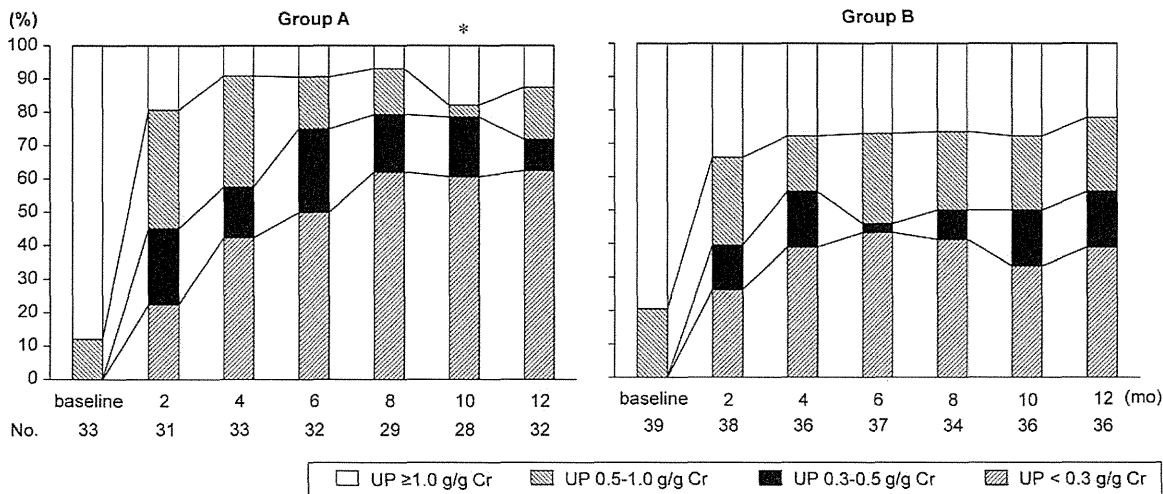 (%)
Group A
*
100
90
80
70
60
50
40
30
20
10
0
baseline 2 4 6 8 10 12
No. 33 31 33 32 29 28 32
Group B
baseline 2 4 6 8 10 12 (mo)
39 38 36 37 34 36 36
UP ≥1.0 g/g Cr UP 0.5-1.0 g/g Cr UP 0.3-0.5 g/g Cr UP < 0.3 g/g Cr